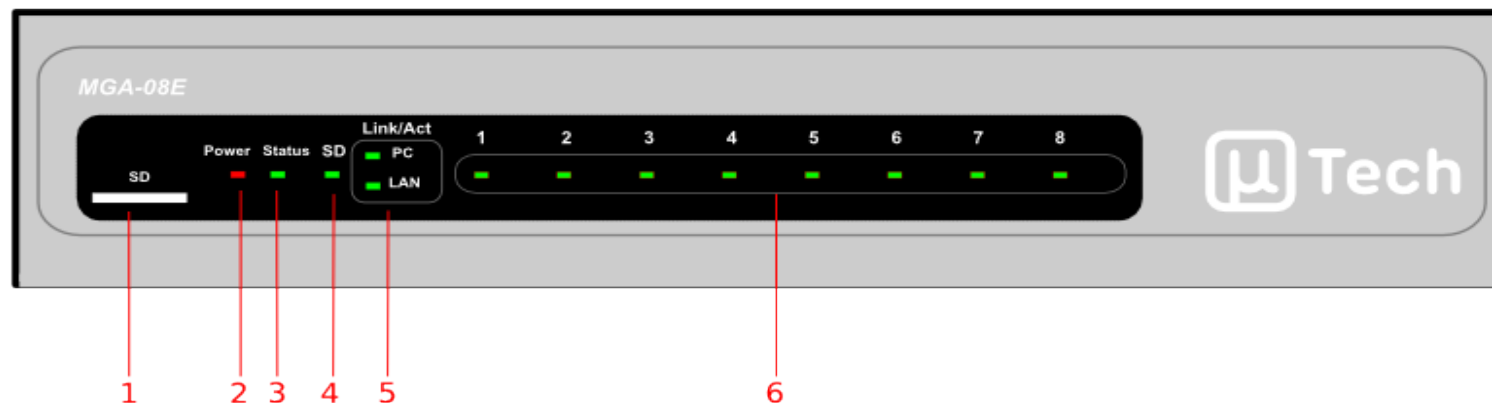 MGA-08E
Link/Act
1 2 3 4 5 6 7 8
Power Status SD PC
SD LAN
µ Tech
1 2 3 4 5 6